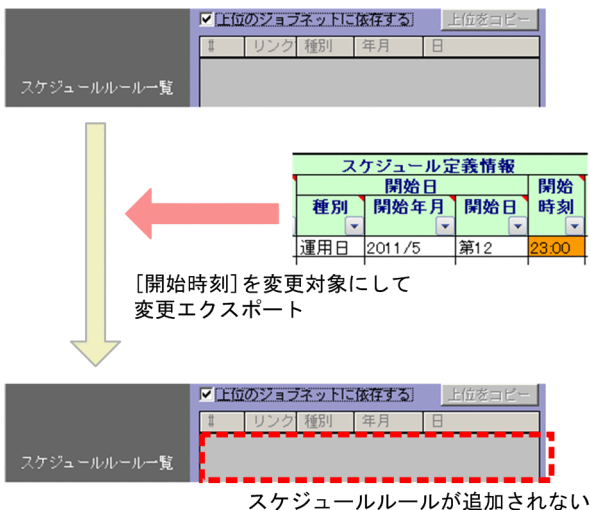 上位のジョブネットに依存する 上位をコピー
# リンク 種別 年月 日
スケジュールルール一覧
スケジュール定義情報
開始日 開始時刻
種別 開始年月 開始日
運用日 2011/5 第12 23:00
[開始時刻]を変更対象にして
変更エクスポート
上位のジョブネットに依存する 上位をコピー
# リンク 種別 年月 日
スケジュールルール一覧
スケジュールルールが追加されない